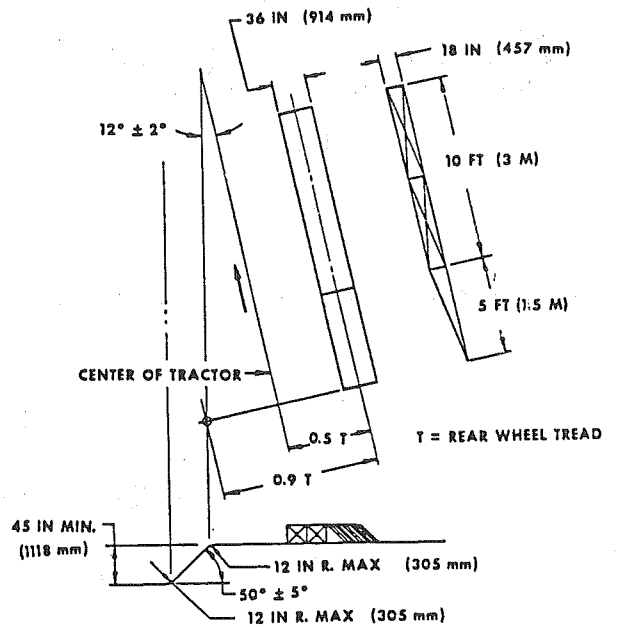 36 IN (914 mm)
18 IN (457 mm)
12° ± 2°
10 FT (3 M)
5 FT (1.5 M)
CENTER OF TRACTOR
0.5 T
T = REAR WHEEL TREAD
0.9 T
45 IN MIN.
(1118 mm)
12 IN R. MAX (305 mm)
50° ± 5°
12 IN R. MAX (305 mm)